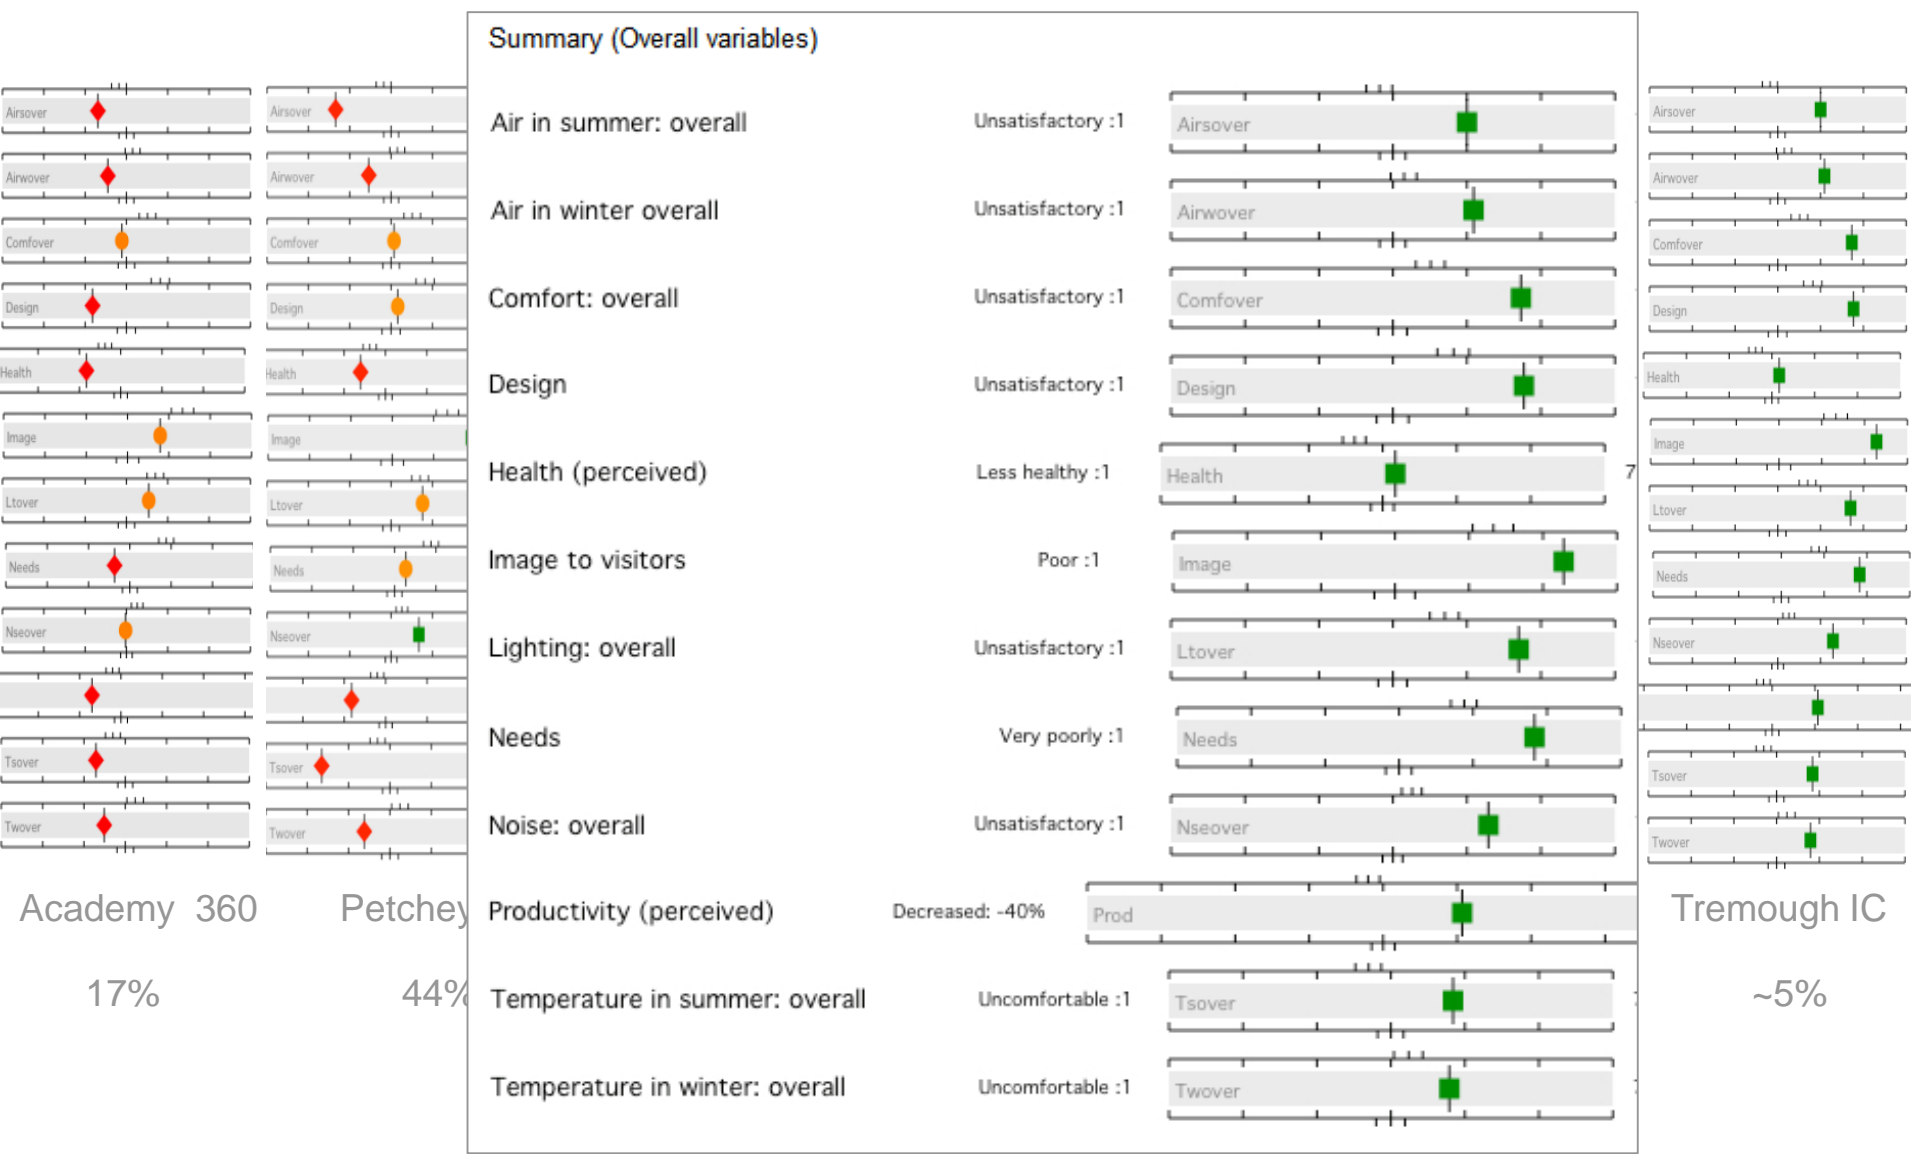 Summary (Overall variables)
Airsover
Airwover
Comfover
Design
Health
Image
Ltover
Needs
Nseover
Tsover
Twover
Academy 360
17%
Airsover
Airwover
Comfover
Design
Health
Image
Ltover
Needs
Nseover
Tsover
Twover
Petchey
44%
Air in summer: overall Unsatisfactory :1 Airsover
Air in winter overall Unsatisfactory :1 Airwover
Comfort: overall Unsatisfactory :1 Comfover
Design Unsatisfactory :1 Design
Health (perceived) Less healthy :1 Health 7
Image to visitors Poor :1 Image
Lighting: overall Unsatisfactory :1 Ltover
Needs Very poorly :1 Needs
Noise: overall Unsatisfactory :1 Nseover
Productivity (perceived) Decreased: -40% Prod
Temperature in summer: overall Uncomfortable :1 Tsover
Temperature in winter: overall Uncomfortable :1 Twover
Airsover
Airwover
Comfover
Design
Health
Image
Ltover
Needs
Nseover
Tsover
Twover
Tremough IC
~5%